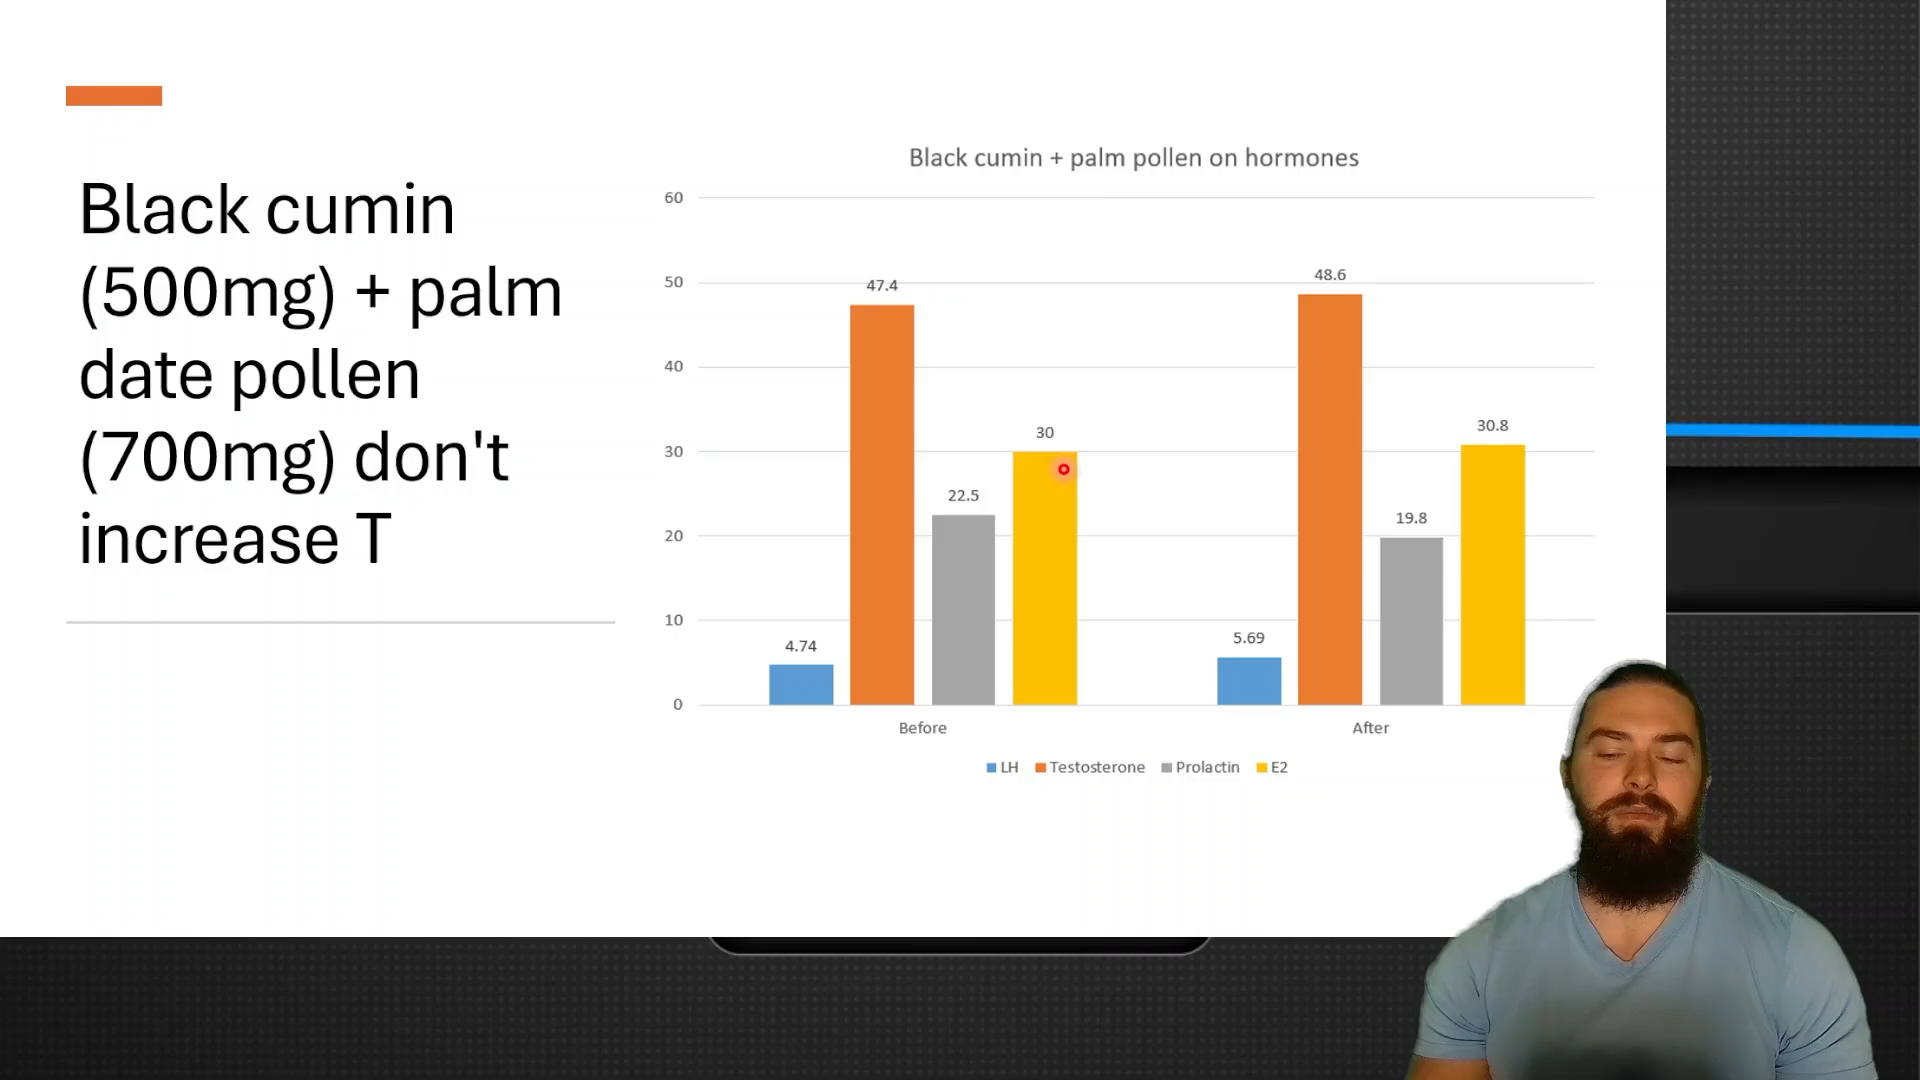 Black cumin
(500mg) + palm
date pollen
(700mg) don't
increase T
Black cumin + palm pollen on hormones
60
50
40
30
20
10
0
47.4
48.6
30
30.8
22.5
19.8
4.74
5.69
Before
After
LH Testosterone Prolactin E2